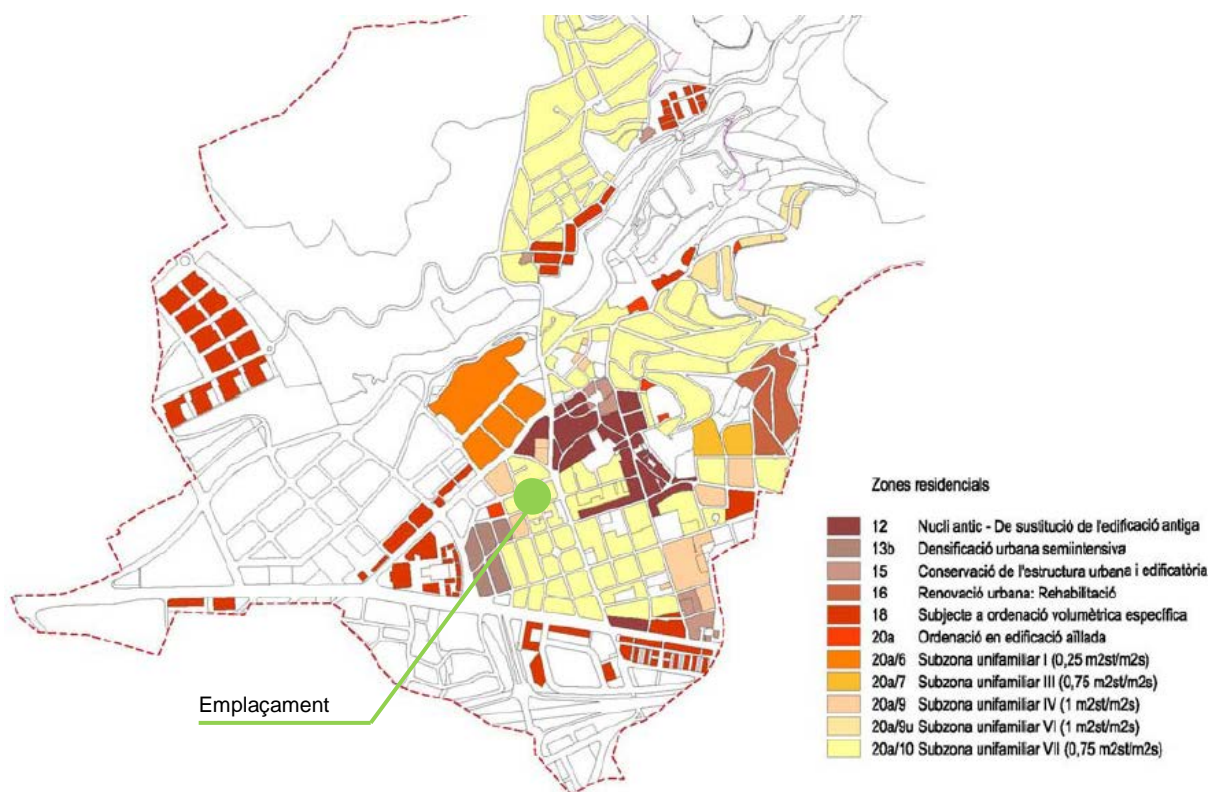 Emplaçament
Zones residencials
12 Nucli antic - De sustitució de l'edificació antiga
13b Densificació urbana semiintensiva
15 Conservació de l'estructura urbana i edificatòria
16 Renovació urbana: Rehabilitació
18 Subjecte a ordenació volumètrica específica
20a Ordenació en edificació aïllada
20a/6 Subzona unifamiliar I (0,25 m2st/m2s)
20a/7 Subzona unifamiliar III (0,75 m2st/m2s)
20a/9 Subzona unifamiliar IV (1 m2st/m2s)
20a/9u Subzona unifamiliar VI (1 m2st/m2s)
20a/10 Subzona unifamiliar VII (0,75 m2st/m2s)